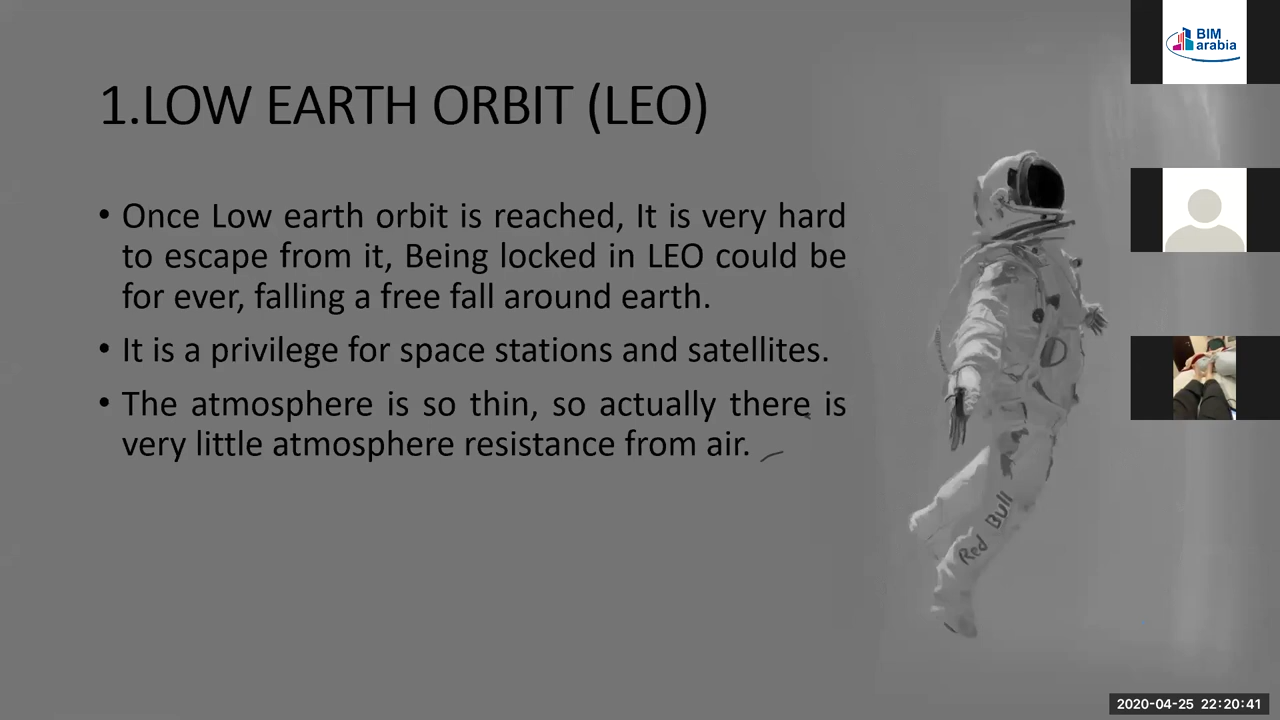 BIM
arabia
1.LOW EARTH ORBIT (LEO)
• Once Low earth orbit is reached, It is very hard
to escape from it, Being locked in LEO could be
for ever, falling a free fall around earth.
• It is a privilege for space stations and satellites.
• The atmosphere is so thin, so actually there is
very little atmosphere resistance from air.
Red Bull
2020-04-25 22:20:41